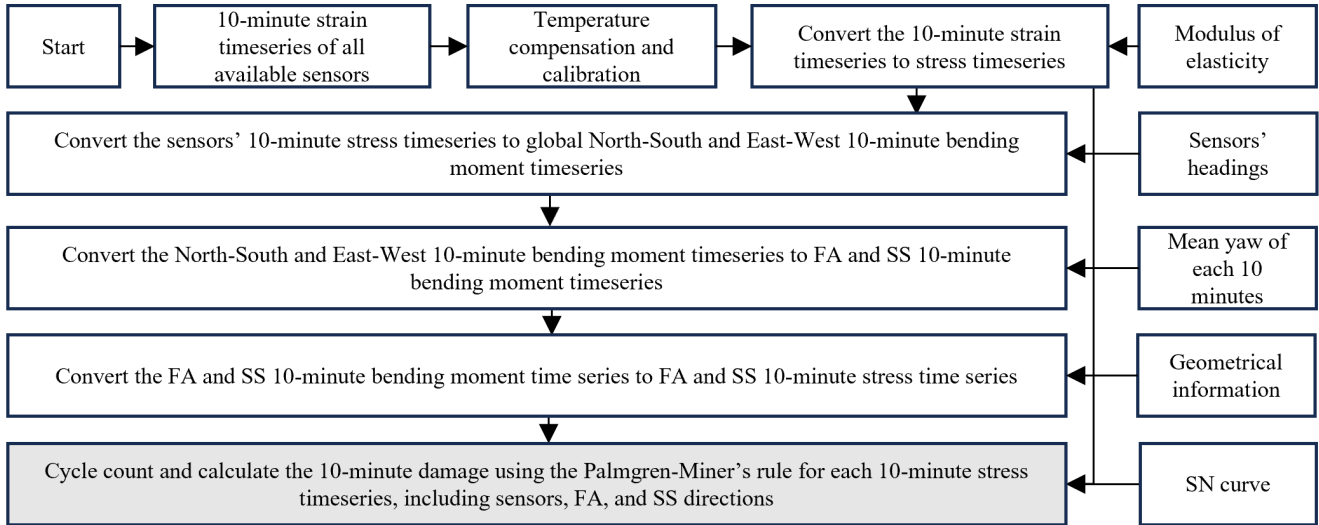 Start
10-minute strain
timeseries of all
available sensors
Temperature
compensation and
calibration
Convert the 10-minute strain
timeseries to stress timeseries
Modulus of
elasticity
Convert the sensors’ 10-minute stress timeseries to global North-South and East-West 10-minute bending
moment timeseries
Sensors’
headings
Convert the North-South and East-West 10-minute bending moment timeseries to FA and SS 10-minute
bending moment timeseries
Mean yaw of
each 10
minutes
Convert the FA and SS 10-minute bending moment time series to FA and SS 10-minute stress time series
Geometrical
information
Cycle count and calculate the 10-minute damage using the Palmgren-Miner’s rule for each 10-minute stress
timeseries, including sensors, FA, and SS directions
SN curve